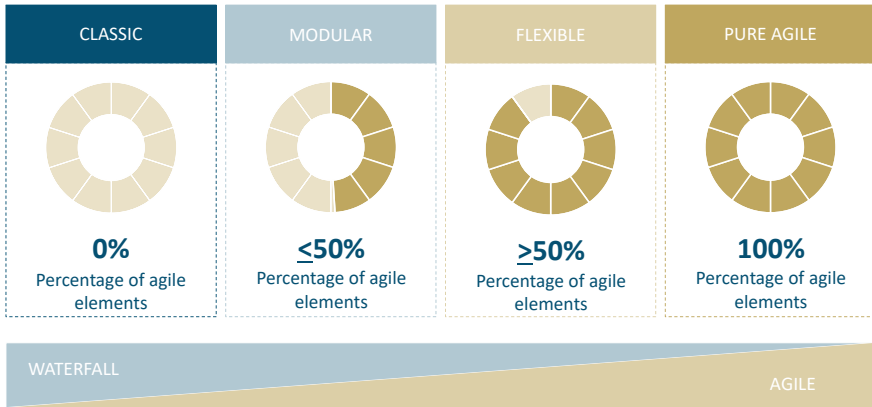 CLASSIC
MODULAR
FLEXIBLE
PURE AGILE
0%
Percentage of agile
elements
≤50%
Percentage of agile
elements
≥50%
Percentage of agile
elements
100%
Percentage of agile
elements
WATERFALL
AGILE